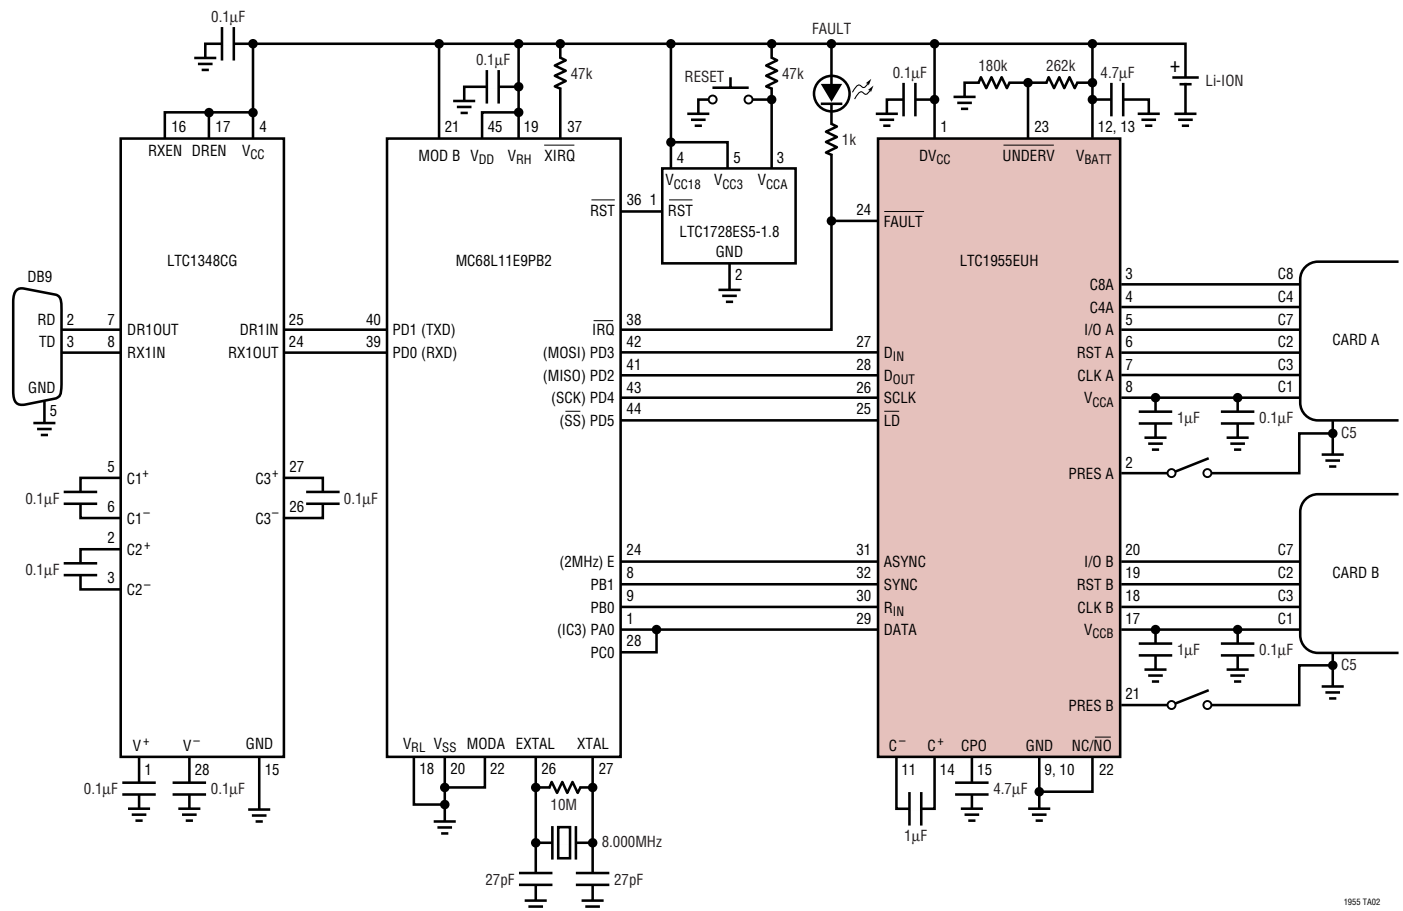 FAULT
0.1µF
0.1µF
47k
RESET
47k
0.1µF
180k
262k
4.7µF
+
Li-ION
1k
16
17
4
RXEN
DREN
VCC
21
45
19
37
MOD B
VDD
VRH
XIRQ
4
5
3
VCC18
VCC3
VCCA
1
23
12, 13
DVCC
UNDERV
VBATT
RST
36
1
RST
LTC1728ES5-1.8
GND
2
24
FAULT
LTC1348CG
MC68L11E9PB2
LTC1955EUH
DB9
RD
2
7
DR1OUT
TD
3
8
RX1IN
GND
5
DR1IN
25
40
PD1 (TXD)
RX1OUT
24
39
PD0 (RXD)
IRQ
38
(MOSI) PD3
42
27
DIN
(MISO) PD2
41
28
DOUT
(SCK) PD4
43
26
SCLK
(SS) PD5
44
25
LD
C8A
3
C8
C4A
4
C4
I/O A
5
C7
RST A
6
C2
CLK A
7
C3
VCCA
8
C1
CARD A
1µF
0.1µF
C5
PRES A
2
5
C1+
0.1µF
6
C1–
2
C2+
0.1µF
3
C2–
C3+
27
0.1µF
C3–
26
(2MHz) E
24
31
ASYNC
PB1
8
32
SYNC
PB0
9
30
RIN
(IC3) PA0
1
29
DATA
PC0
28
I/O B
20
C7
RST B
19
C2
CLK B
18
C3
VCCB
17
C1
CARD B
1µF
0.1µF
C5
PRES B
21
V+
V–
GND
1
28
15
0.1µF
0.1µF
VRL
VSS
MODA
EXTAL
XTAL
18
20
22
26
27
10M
8.000MHz
27pF
27pF
C–
C+
CPO
GND
NC/NO
11
14
15
9, 10
22
4.7µF
1µF
1955 TA02